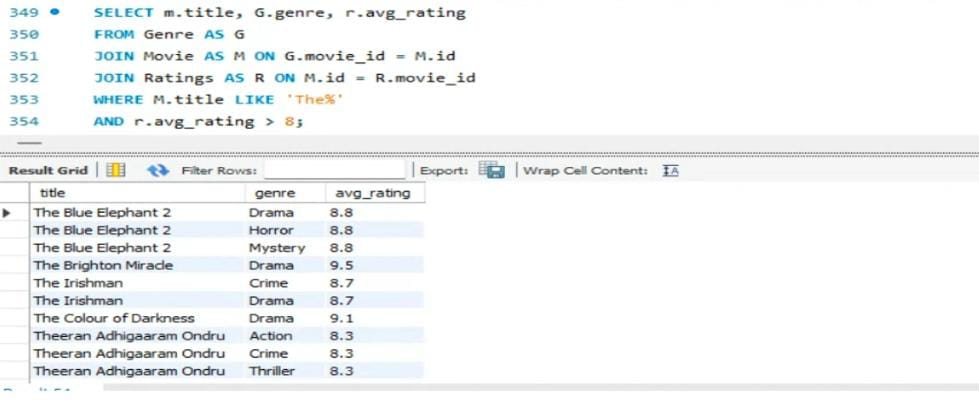 349 SELECT m.title, G.genre, r.avg_rating
350 FROM Genre AS G
351 JOIN Movie AS M ON G.movie_id = M.id
352 JOIN Ratings AS R ON M.id = R.movie_id
353 WHERE M.title LIKE 'The%'
354 AND r.avg_rating > 8;
Result Grid Filter Rows: Export: Wrap Cell Content: IA
title genre avg_rating
The Blue Elephant 2 Drama 8.8
The Blue Elephant 2 Horror 8.8
The Blue Elephant 2 Mystery 8.8
The Brighton Miracle Drama 9.5
The Irishman Crime 8.7
The Irishman Drama 8.7
The Colour of Darkness Drama 9.1
Theeran Adhigaaram Ondru Action 8.3
Theeran Adhigaaram Ondru Crime 8.3
Theeran Adhigaaram Ondru Thriller 8.3